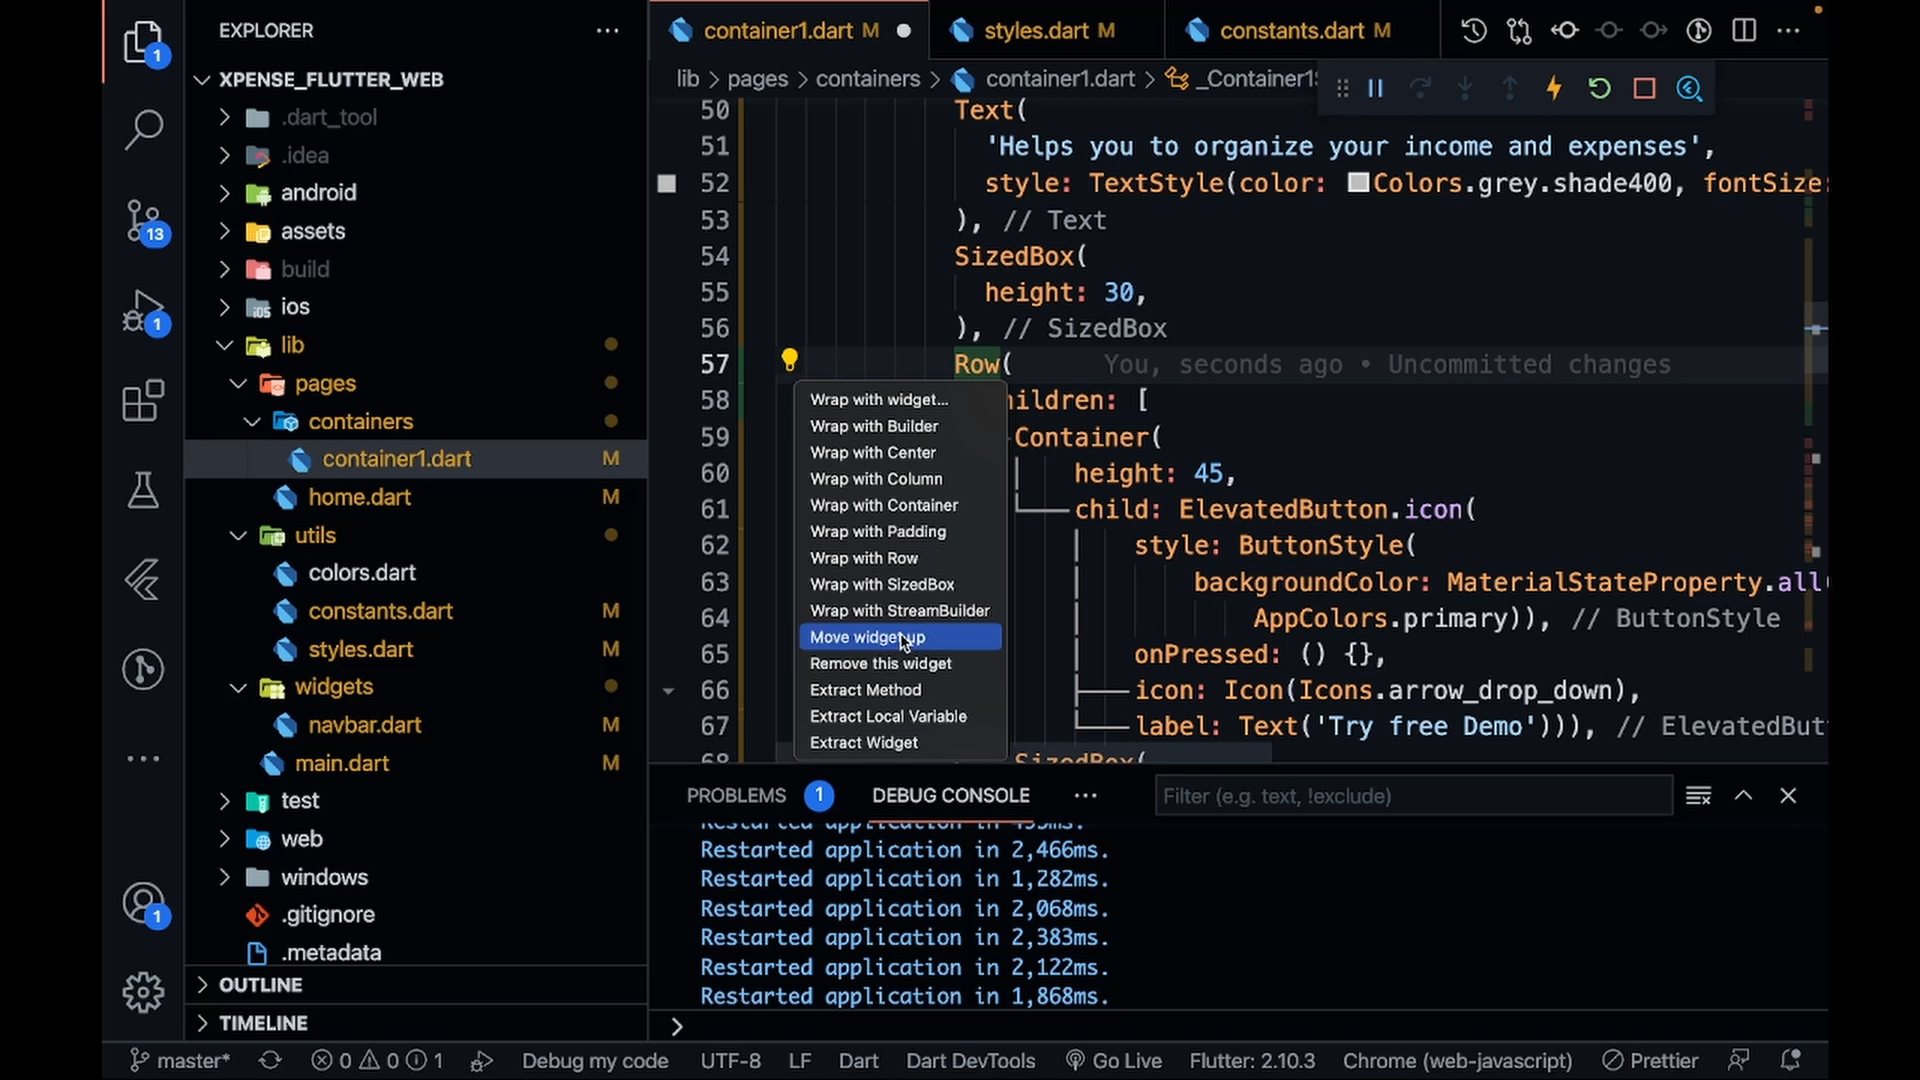 EXPLORER
XPENSE_FLUTTER_WEB
.dart_tool
.idea
android
assets
build
ios
lib
pages
containers
container1.dart M
home.dart M
utils
colors.dart
constants.dart M
styles.dart M
widgets
navbar.dart M
main.dart M
test
web
windows
.gitignore
.metadata
OUTLINE
TIMELINE
1
13
1
1
container1.dart M
styles.dart M
constants.dart M
lib > pages > containers > container1.dart > _Container1
50 Text(
51 'Helps you to organize your income and expenses',
52 style: TextStyle(color: Colors.grey.shade400, fontSize:
53 ), // Text
54 SizedBox(
55 height: 30,
56 ), // SizedBox
57 Row( You, seconds ago • Uncommitted changes
58 ildren: [
59 Container(
60 height: 45,
61 child: ElevatedButton.icon(
62 style: ButtonStyle(
63 backgroundColor: MaterialStateProperty.all
64 AppColors.primary)), // ButtonStyle
65 onPressed: () {},
66 icon: Icon(Icons.arrow_drop_down),
67 label: Text('Try free Demo'))), // ElevatedBut
68 SizedBox(
Wrap with widget...
Wrap with Builder
Wrap with Center
Wrap with Column
Wrap with Container
Wrap with Padding
Wrap with Row
Wrap with SizedBox
Wrap with StreamBuilder
Move widget up
Remove this widget
Extract Method
Extract Local Variable
Extract Widget
PROBLEMS 1 DEBUG CONSOLE ... Filter (e.g. text, !exclude)
Restarted application in
Restarted application in 2,466ms.
Restarted application in 1,282ms.
Restarted application in 2,068ms.
Restarted application in 2,383ms.
Restarted application in 2,122ms.
Restarted application in 1,868ms.
>
master* 0 0 1 Debug my code UTF-8 LF Dart Dart DevTools Go Live Flutter: 2.10.3 Chrome (web-javascript) Prettier